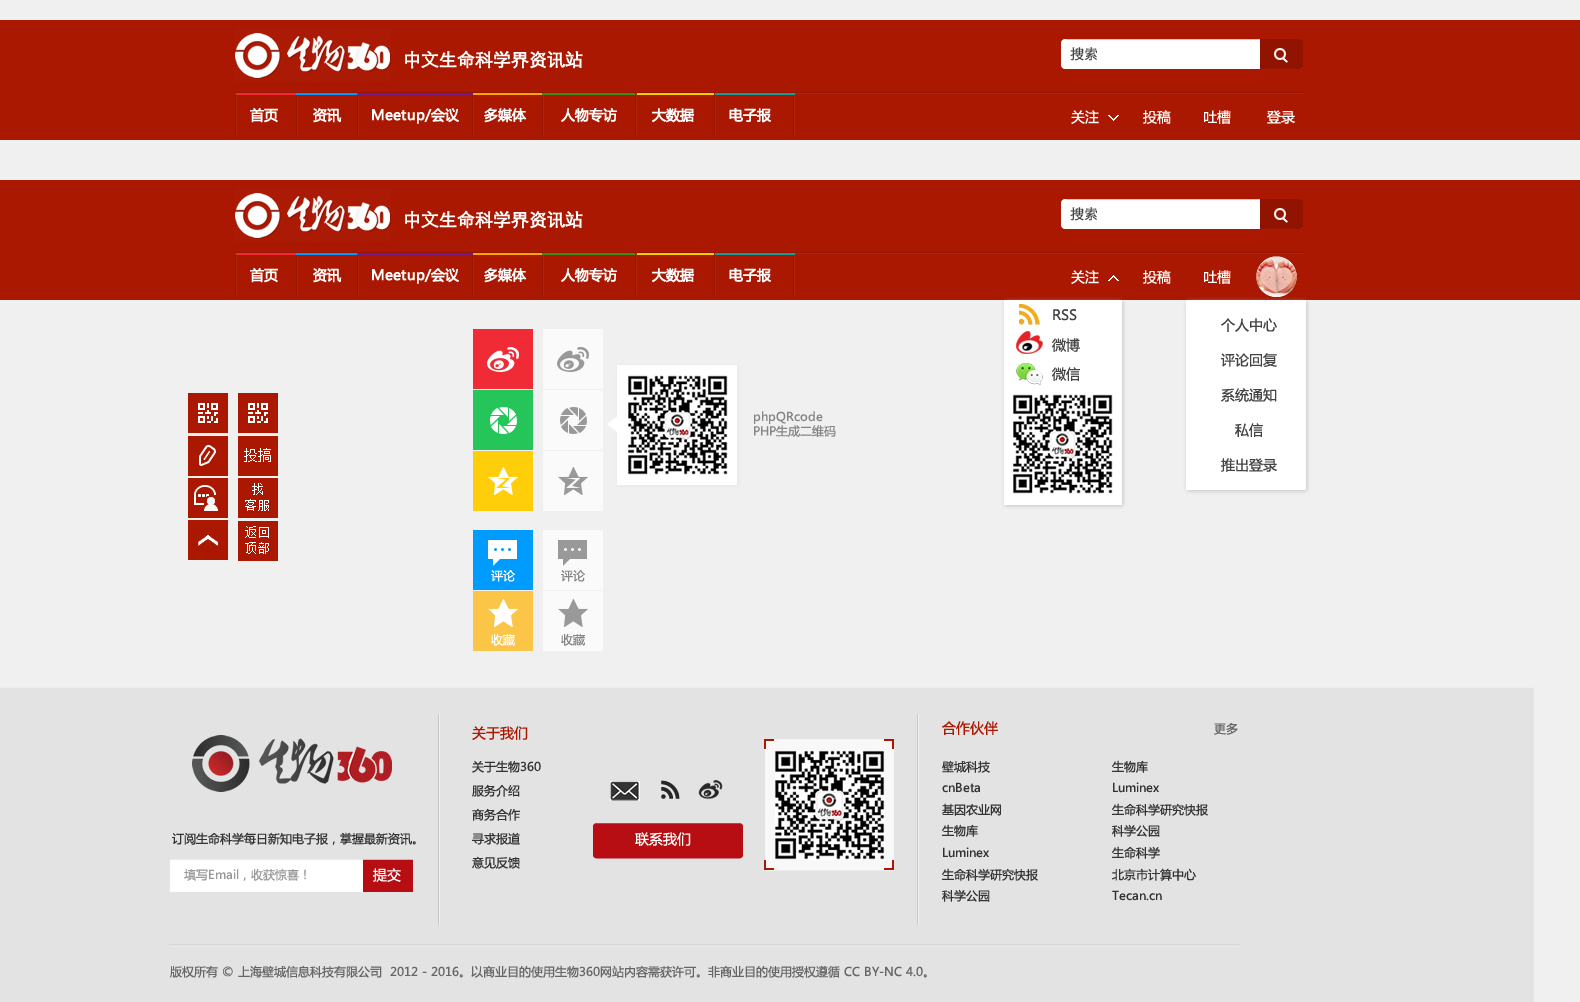 生物360 中文生命科学界资讯站
搜索
首页 资讯 Meetup/会议 多媒体 人物专访 大数据 电子报
关注 投稿 吐槽 登录
生物360 中文生命科学界资讯站
搜索
首页 资讯 Meetup/会议 多媒体 人物专访 大数据 电子报
关注 投稿 吐槽
RSS
微博
微信
个人中心
评论回复
系统通知
私信
推出登录
投搞
找
客服
返回
顶部
phpQRcode
PHP生成二维码
评论 评论
收藏 收藏
生物360
订阅生命科学每日新知电子报，掌握最新资讯。
填写Email，收获惊喜！ 提交
关于我们
关于生物360
服务介绍
商务合作
寻求报道
意见反馈
联系我们
合作伙伴 更多
壁城科技
cnBeta
基因农业网
生物库
Luminex
生命科学研究快报
科学公园
生物库
Luminex
生命科学研究快报
科学公园
生命科学
北京市计算中心
Tecan.cn
版权所有 © 上海壁城信息科技有限公司 2012 - 2016。以商业目的使用生物360网站内容需获许可。非商业目的使用授权遵循 CC BY-NC 4.0。